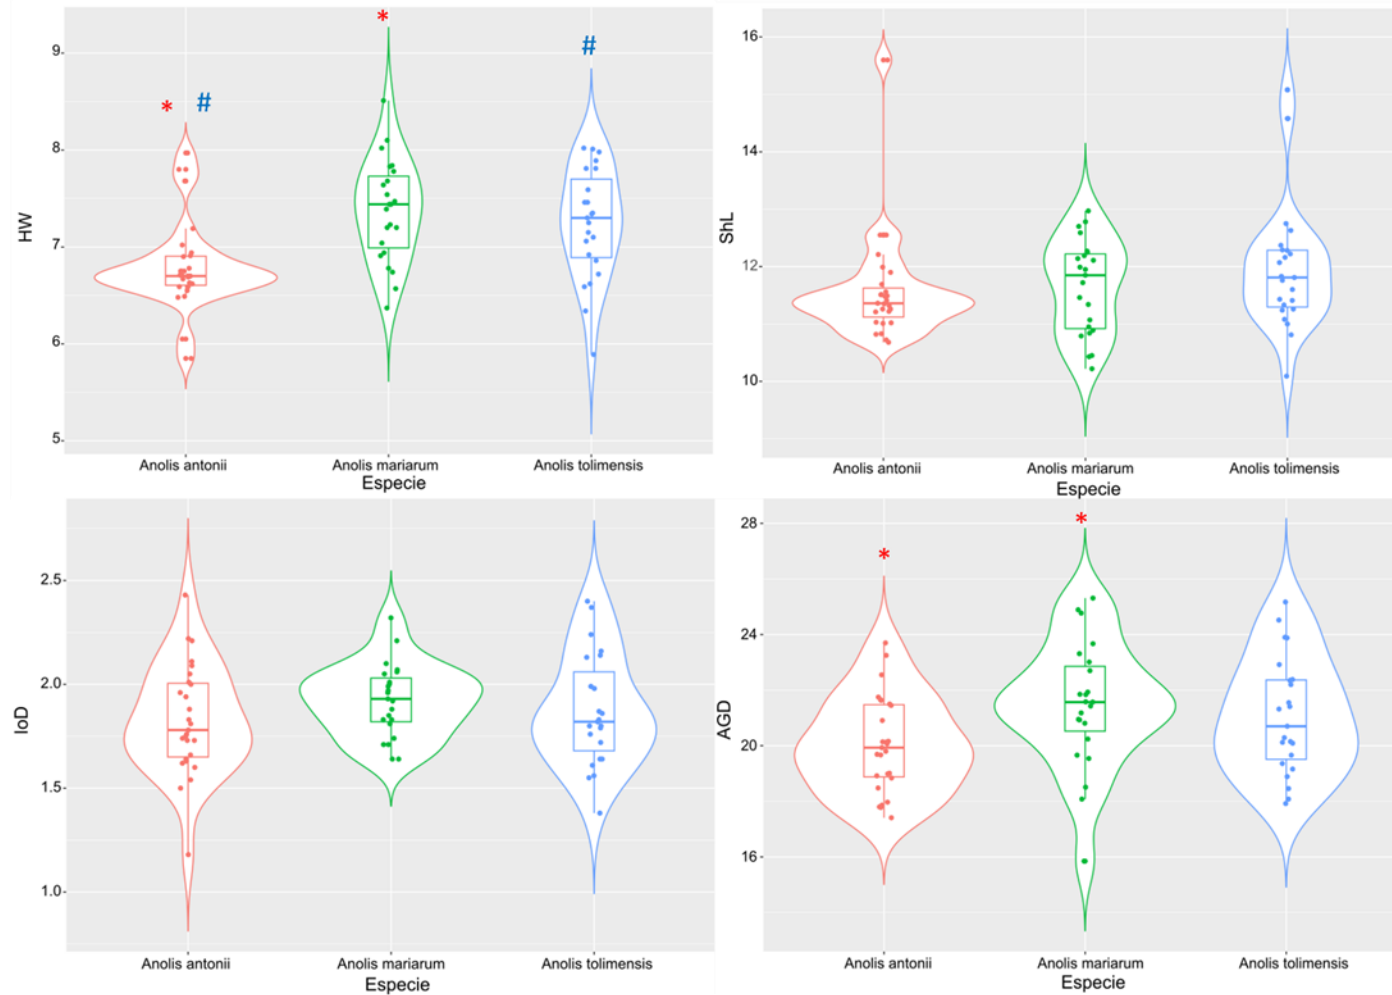 * # * #
HW
9
8
7
6
5
Anolis antonii Anolis mariarum Anolis tolimensis
Especie
ShL
16
14
12
10
Anolis antonii Anolis mariarum Anolis tolimensis
Especie
IoD
2.5
2.0
1.5
1.0
Anolis antonii Anolis mariarum Anolis tolimensis
Especie
* *
AGD
28
24
20
16
Anolis antonii Anolis mariarum Anolis tolimensis
Especie